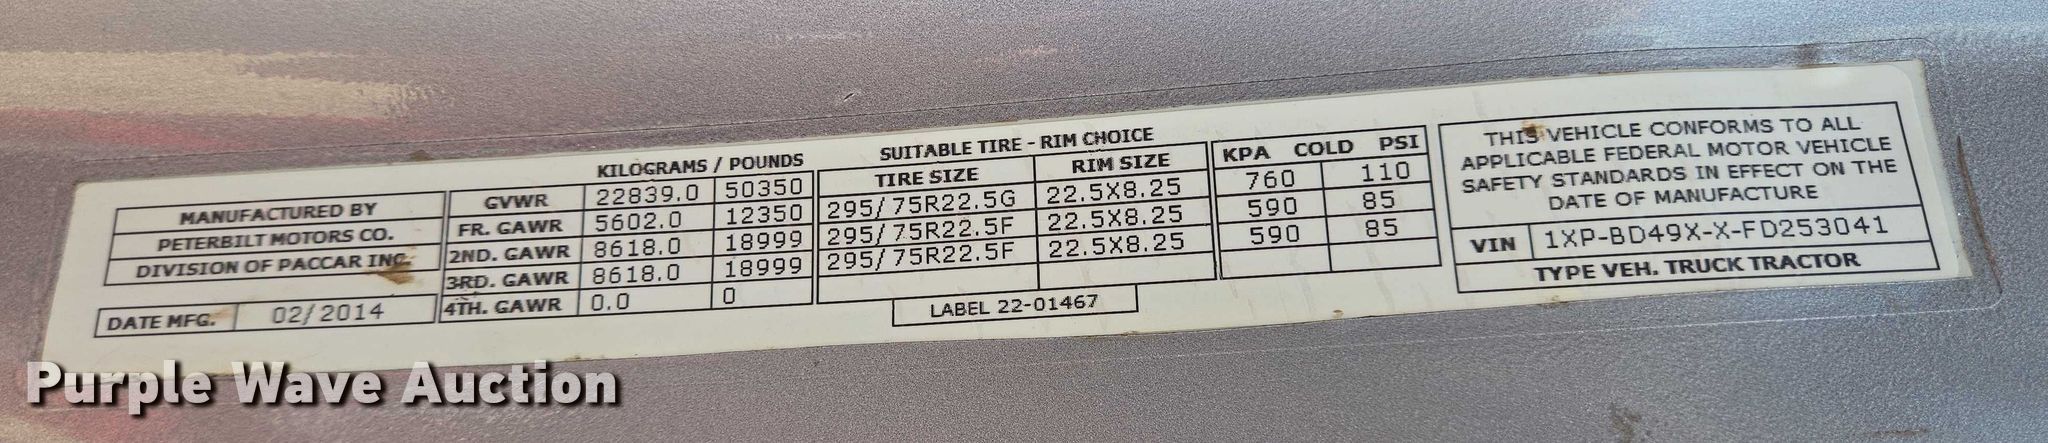 MANUFACTURED BY
PETERBILT MOTORS CO.
DIVISION OF PACCAR INC.
DATE MFG. 02/2014
KILOGRAMS / POUNDS
GVWR 22839.0 50350
FR. GAWR 5602.0 12350
2ND. GAWR 8618.0 18999
3RD. GAWR 8618.0 18999
4TH. GAWR 0.0 0
SUITABLE TIRE - RIM CHOICE
TIRE SIZE RIM SIZE
295/75R22.5G 22.5X8.25
295/75R22.5F 22.5X8.25
295/75R22.5F 22.5X8.25
LABEL 22-01467
KPA COLD PSI
760 110
590 85
590 85
THIS VEHICLE CONFORMS TO ALL
APPLICABLE FEDERAL MOTOR VEHICLE
SAFETY STANDARDS IN EFFECT ON THE
DATE OF MANUFACTURE
VIN 1XP-BD49X-X-FD253041
TYPE VEH. TRUCK TRACTOR
Purple Wave Auction